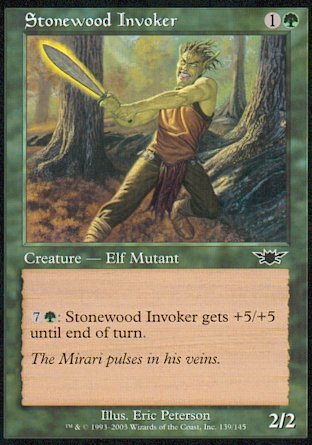 Stonewood Invoker 1
Creature — Elf Mutant
7 : Stonewood Invoker gets +5/+5
until end of turn.
The Mirari pulses in his veins.
2/2
Illus. Eric Peterson
™ & © 1993-2003 Wizards of the Coast, Inc. 139/145